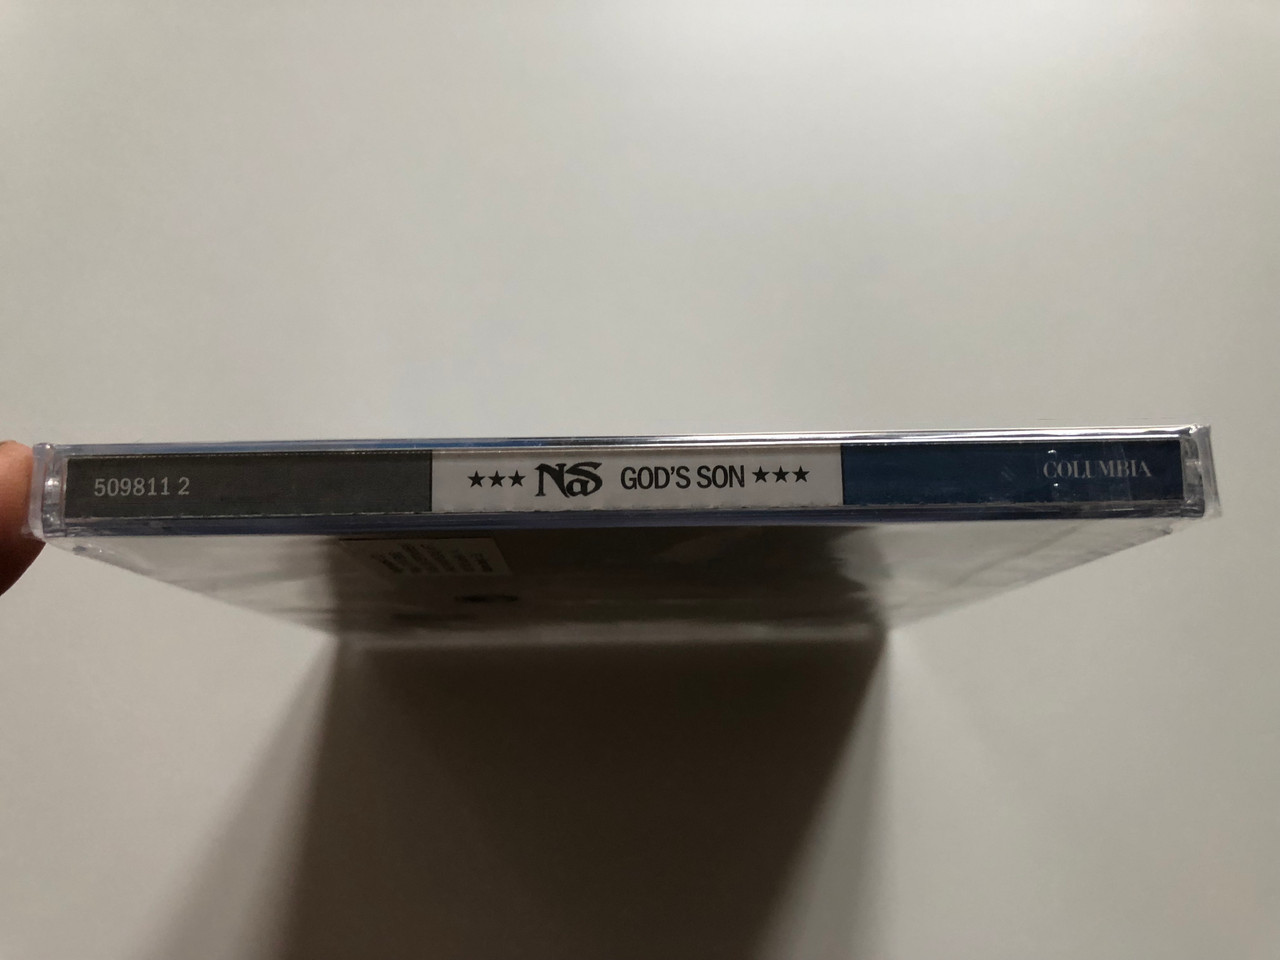 509811 2 ★★★ NaS GOD'S SON ★★★ COLUMBIA